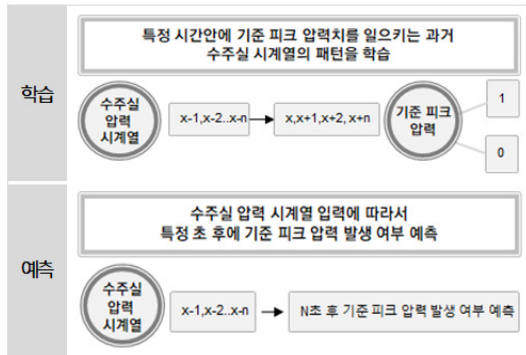 학습
특정 시간안에 기준 피크 압력치를 일으키는 과거
수주실 시계열의 패턴을 학습
수주실
압력
시계열
x-1,x-2..x-n
x,x+1,x+2, x+n
기준 피크
압력
1
0
예측
수주실 압력 시계열 입력에 따라서
특정 초 후에 기준 피크 압력 발생 여부 예측
수주실
압력
시계열
x-1,x-2..x-n
N초 후 기준 피크 압력 발생 여부 예측